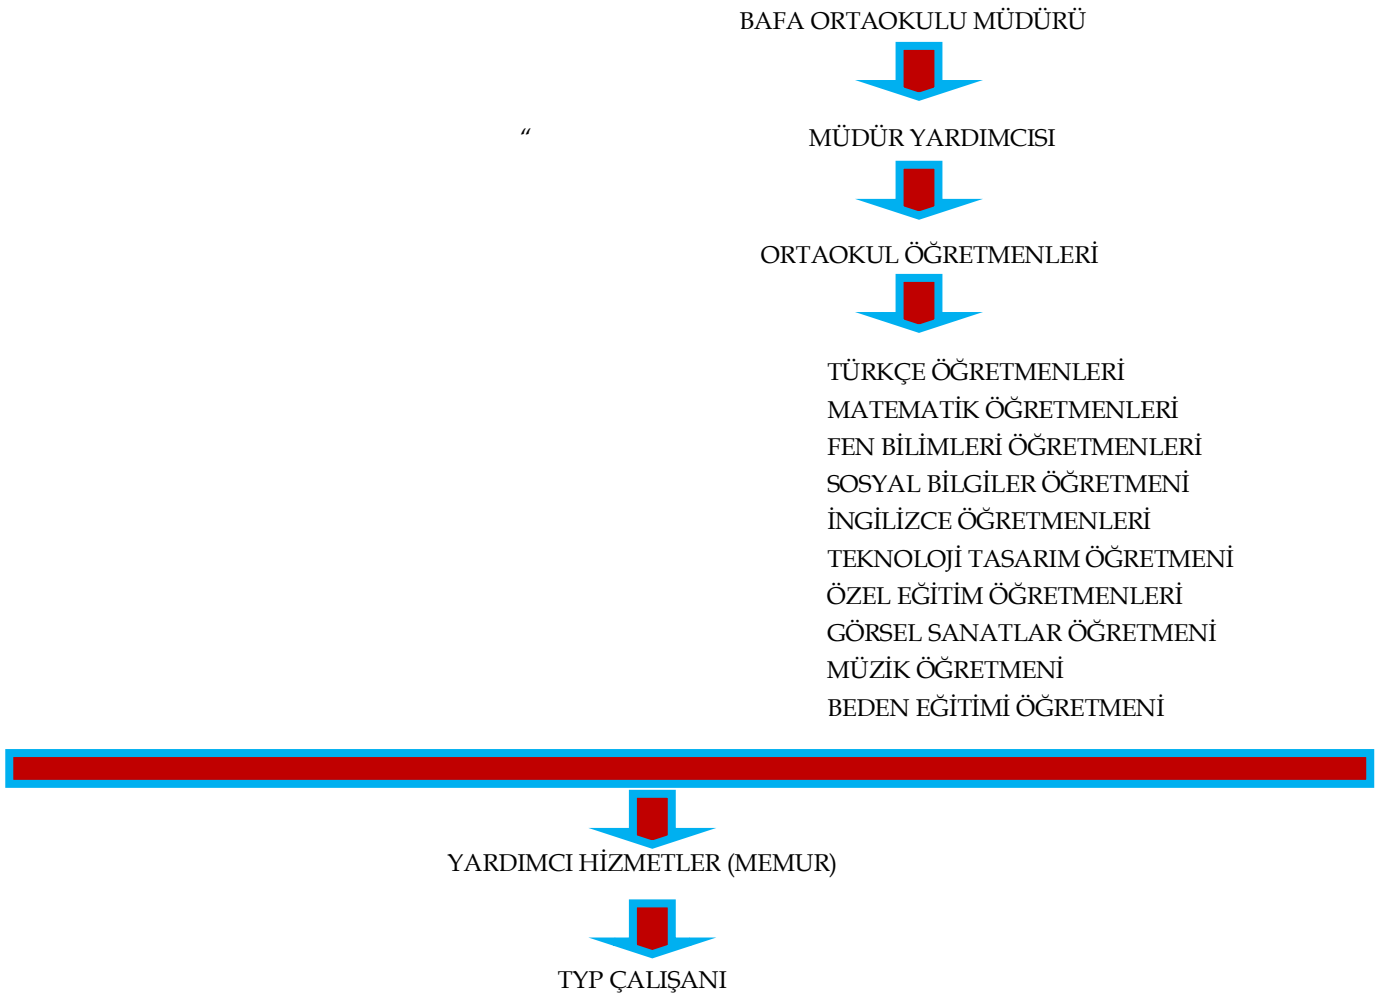 BAFA ORTAOKULU MÜDÜRÜ
“ MÜDÜR YARDIMCISI
ORTAOKUL ÖĞRETMENLERİ
TÜRKÇE ÖĞRETMENLERİ
MATEMATİK ÖĞRETMENLERİ
FEN BİLİMLERİ ÖĞRETMENLERİ
SOSYAL BİLGİLER ÖĞRETMENİ
İNGİLİZCE ÖĞRETMENLERİ
TEKNOLOJİ TASARIM ÖĞRETMENİ
ÖZEL EĞİTİM ÖĞRETMENLERİ
GÖRSEL SANATLAR ÖĞRETMENİ
MÜZİK ÖĞRETMENİ
BEDEN EĞİTİMİ ÖĞRETMENİ
YARDIMCI HİZMETLER (MEMUR)
TYP ÇALIŞANI